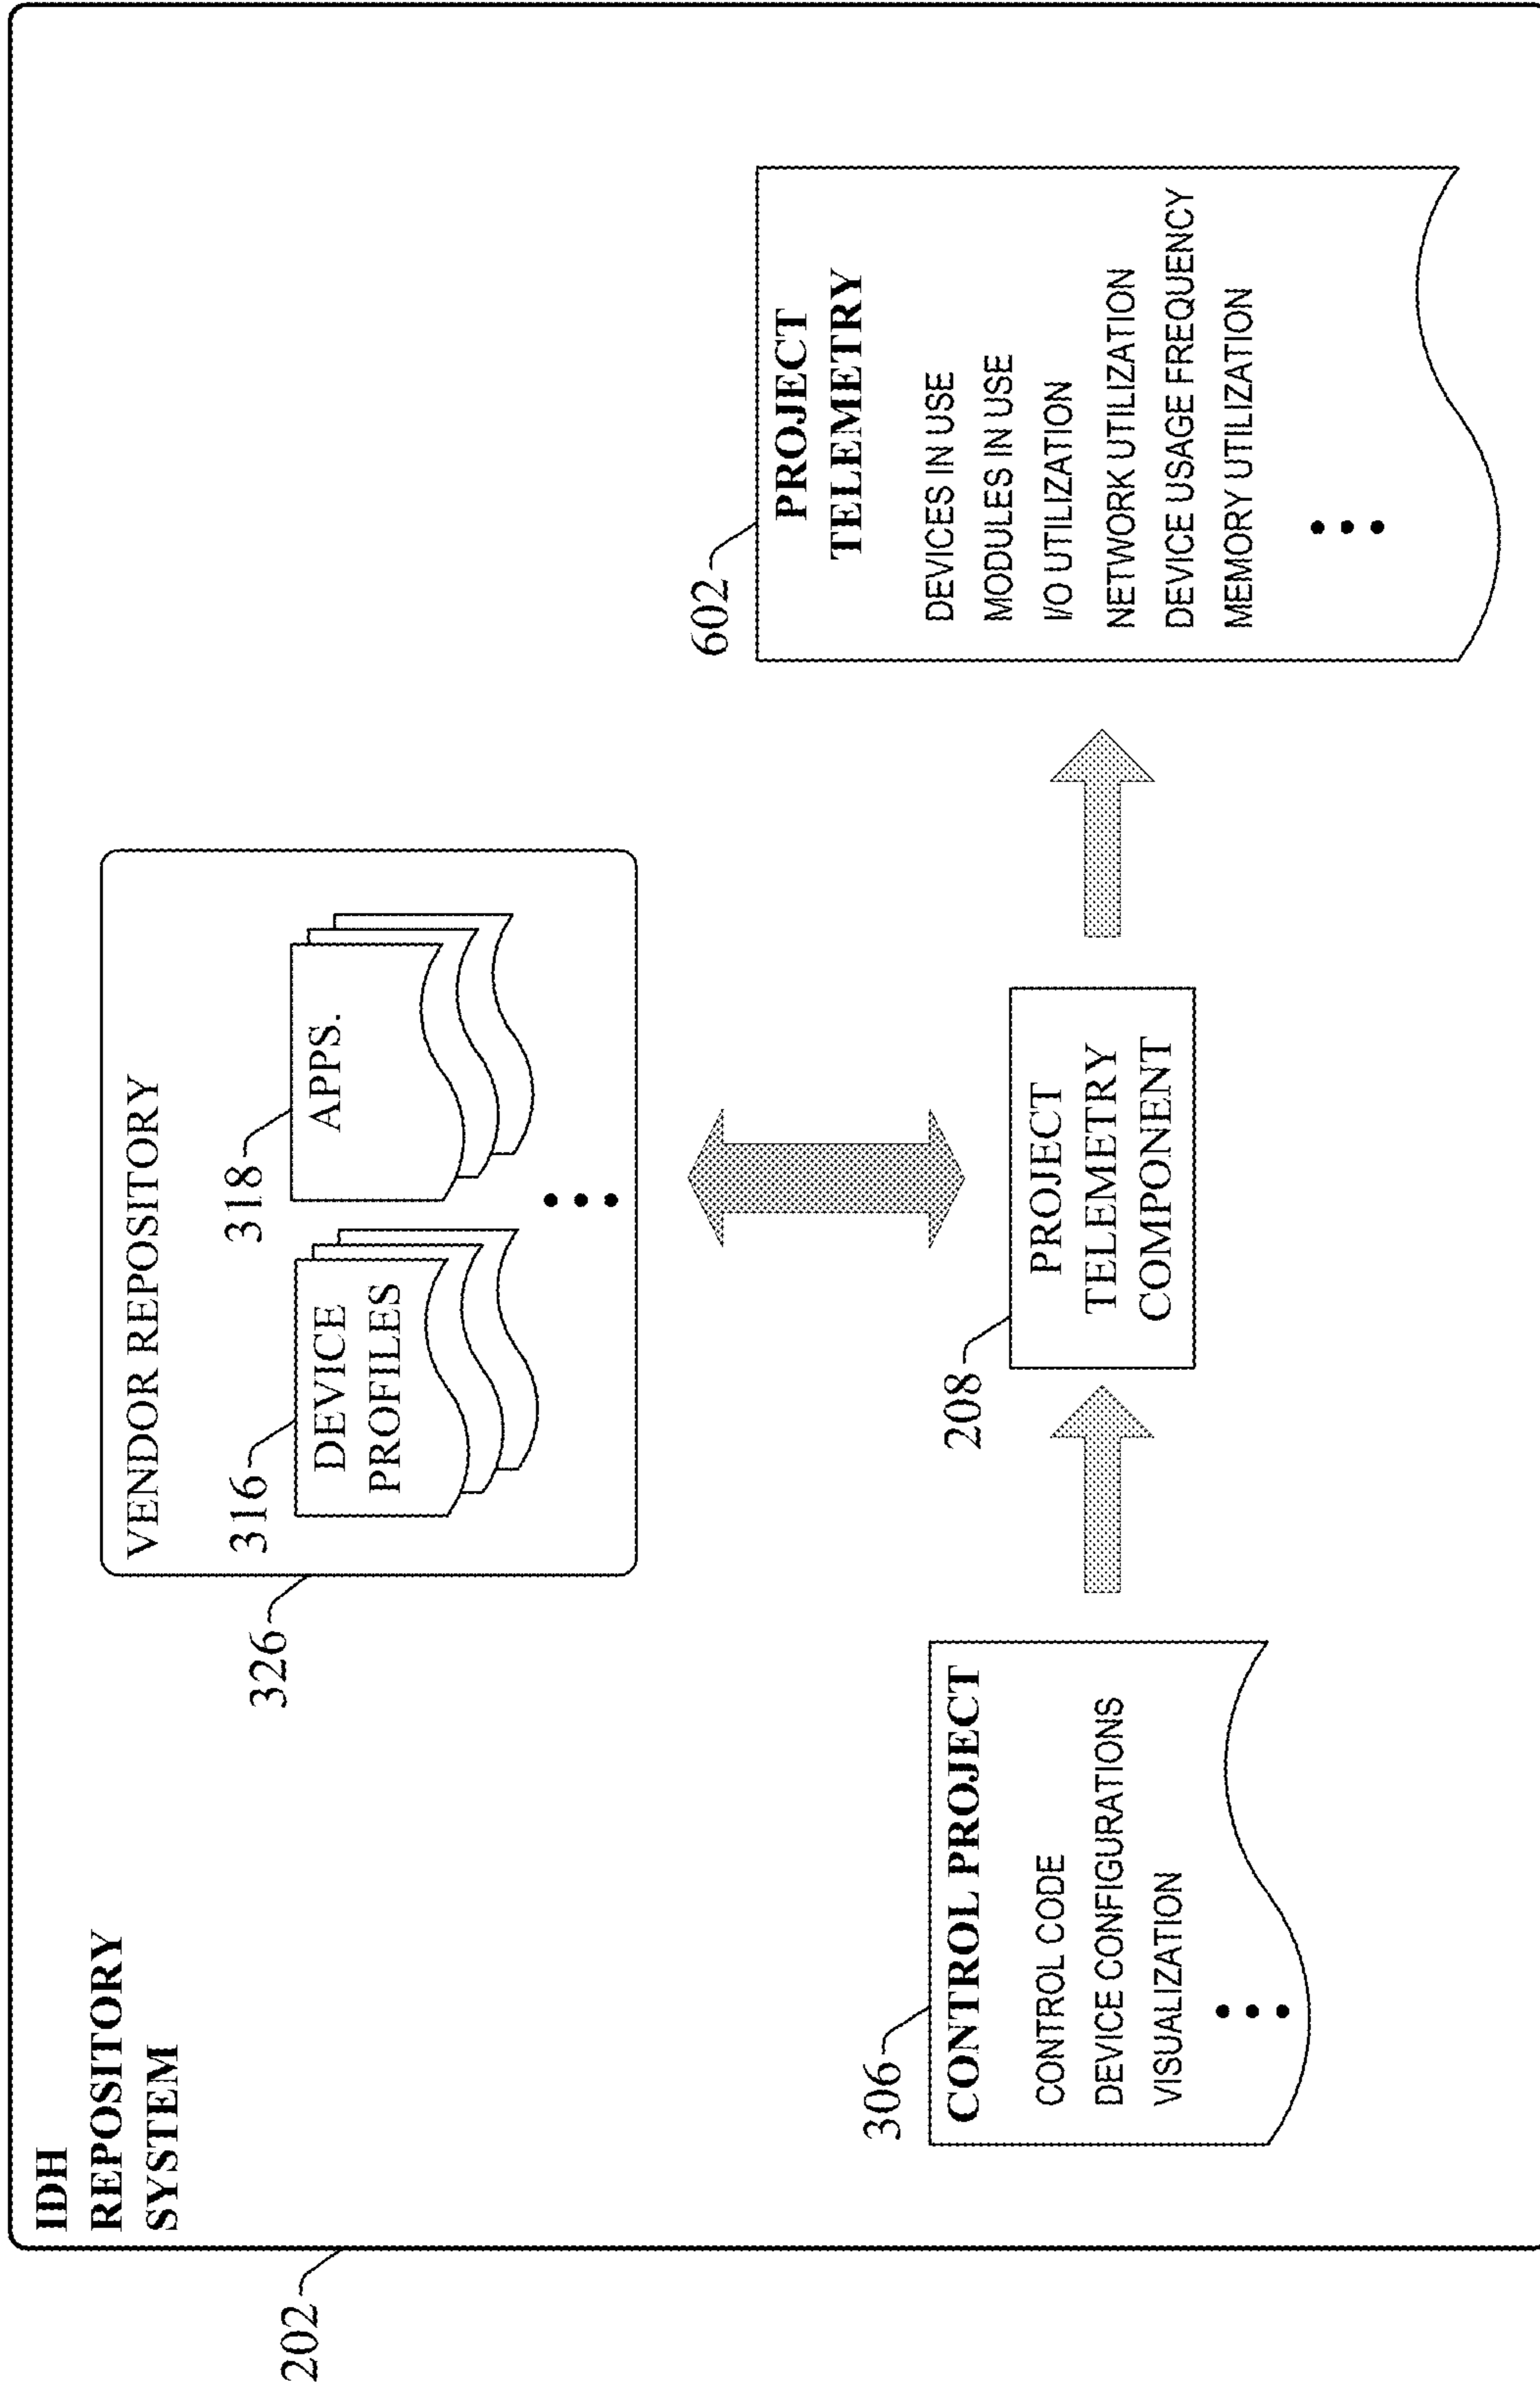 IDH
REPOSITORY
SYSTEM
202
VENDOR REPOSITORY
326
316
DEVICE
PROFILES
318
APPS.
306
CONTROL PROJECT
CONTROL CODE
DEVICE CONFIGURATIONS
VISUALIZATION
208
PROJECT
TELEMETRY
COMPONENT
602
PROJECT
TELEMETRY
DEVICES IN USE
MODULES IN USE
I/O UTILIZATION
NETWORK UTILIZATION
DEVICE USAGE FREQUENCY
MEMORY UTILIZATION